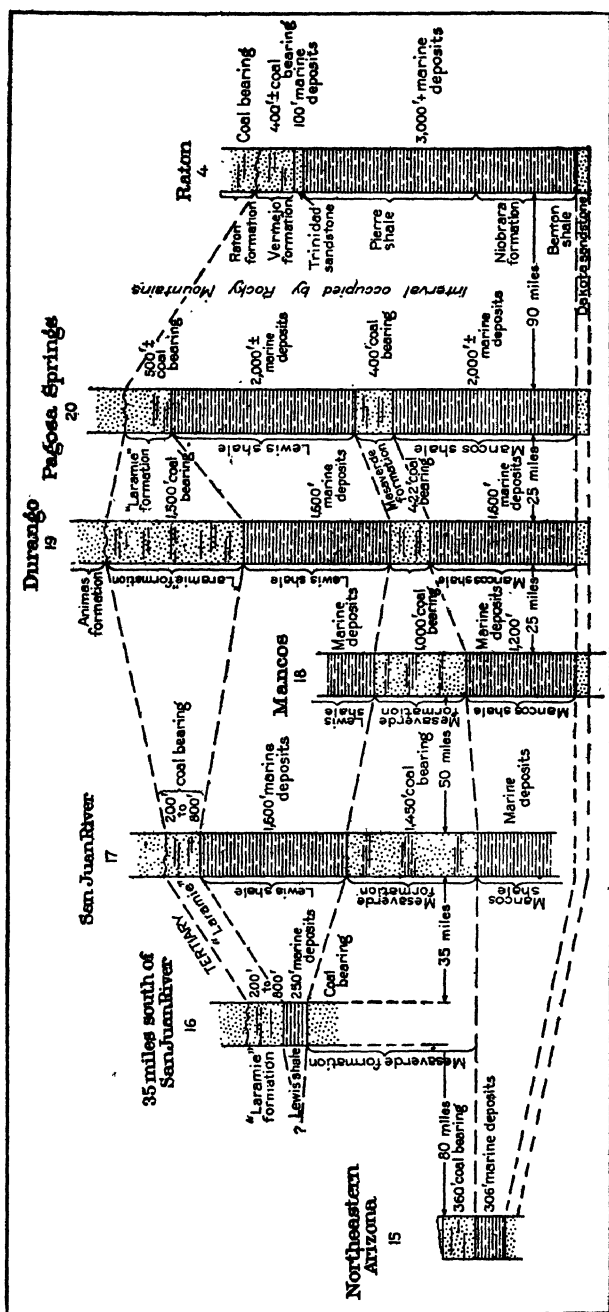 Northeastern
Arizona
15
360' coal bearing
306' marine deposits
80 miles
35 miles south of
San Juan River
16
"Laramie"
formation
? Lewis shale
Mesaverde formation
200'
to
800'
250' marine deposits
Coal bearing
35 miles
San Juan River
17
TERTIARY
"Laramie"
Lewis shale
Mesaverde
formation
Mancos
shale
200'
to
800'
coal bearing
1,600' marine
deposits
1,450' coal
bearing
Marine
deposits
50 miles
Mancos
18
Lewis
shale
Mesaverde
formation
Mancos shale
Marine deposits
1,000' coal
bearing
Marine
deposits
1,200'
25 miles
Durango
19
Animas
formation
"Laramie" formation
Lewis shale
Mancos shale
1,500' coal
bearing
1,600' marine
deposits
422' coal
bearing
1,800' marine
deposits
25 miles
Pagosa Springs
20
"Laramie"
formation
Lewis shale
Mesaverde
formation
Mancos shale
500' ±
coal
bearing
2,000' ±
marine
deposits
400' coal
bearing
2,000' ±
marine
deposits
90 miles
Interval occupied by Rocky Mountains
Raton
4
Raton
formation
Vermejo
formation
Trinidad
sandstone
Pierre
shale
Niobrara
formation
Benton
shale
Dakota sandstone
Coal bearing
400' ± coal
bearing
100' marine
deposits
3,000' + marine
deposits